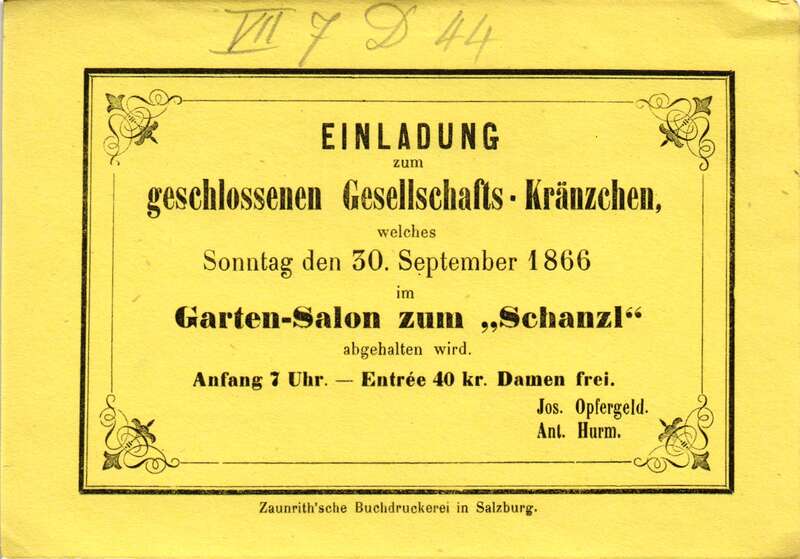 VII 7 D 44
EINLADUNG
zum
geschlossenen Gesellschafts-Kränzchen,
welches
Sonntag den 30. September 1866
im
Garten-Salon zum „Schanzl“
abgehalten wird.
Anfang 7 Uhr. — Entrée 40 kr. Damen frei.
Jos. Opfergeld.
Ant. Hurm.
Zaunrith'sche Buchdruckerei in Salzburg.